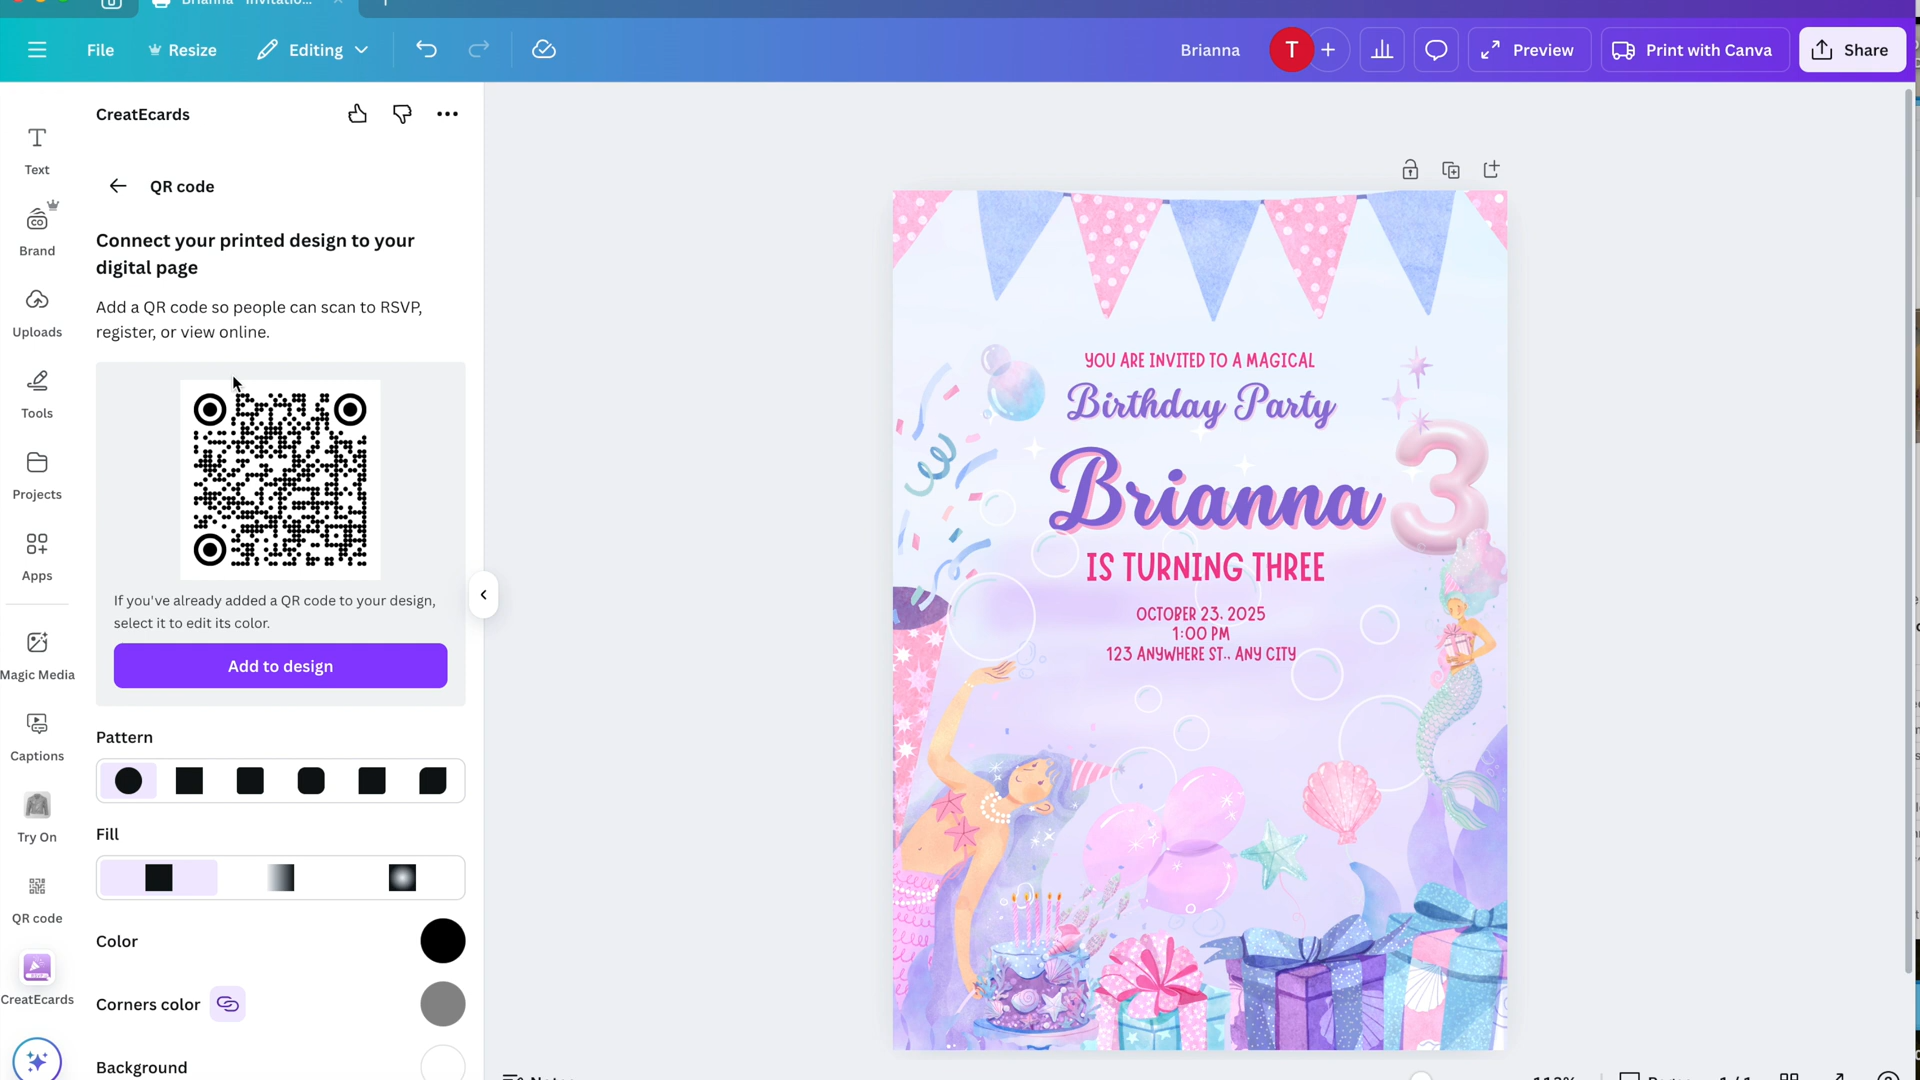 File
Resize
Editing
Brianna
T
Preview
Print with Canva
Share
CreatEcards
Text
Brand
Uploads
Tools
Projects
Apps
Magic Media
Captions
Try On
QR code
CreatEcards
QR code
Connect your printed design to your
digital page
Add a QR code so people can scan to RSVP,
register, or view online.
If you've already added a QR code to your design,
select it to edit its color.
Add to design
Pattern
Fill
Color
Corners color
Background
YOU ARE INVITED TO A MAGICAL
Birthday Party
Brianna
3
IS TURNING THREE
OCTOBER 23, 2025
1:00 PM
123 ANYWHERE ST., ANY CITY